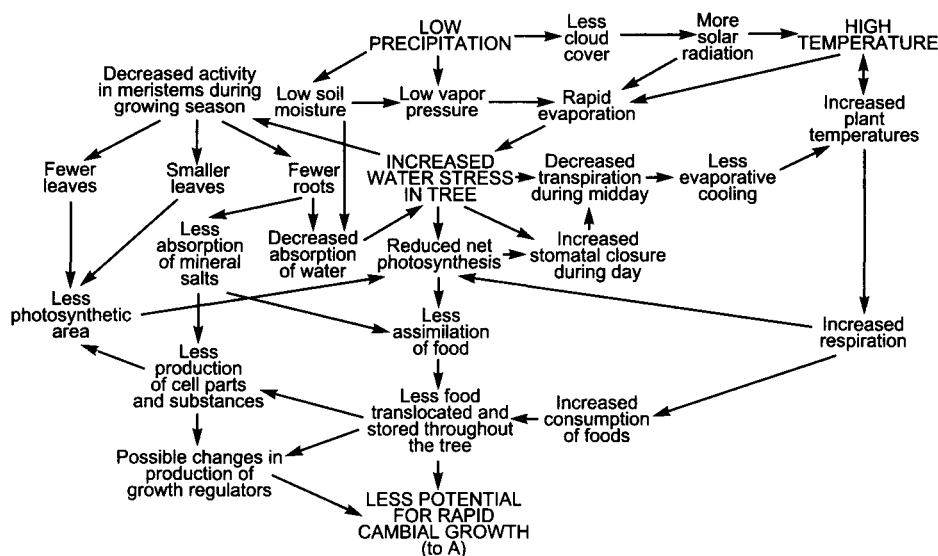 LOW
PRECIPITATION
Less
cloud
cover
More
solar
radiation
HIGH
TEMPERATURE
Decreased activity
in meristems during
growing season
Low soil
moisture
Low vapor
pressure
Rapid
evaporation
Increased
plant
temperatures
Fewer
leaves
Smaller
leaves
Fewer
roots
INCREASED
WATER STRESS
IN TREE
Decreased
transpiration
during midday
Less
evaporative
cooling
Less
absorption
of mineral
salts
Decreased
absorption
of water
Reduced net
photosynthesis
Increased
stomatal closure
during day
Less
photosynthetic
area
Less
assimilation
of food
Increased
respiration
Less
production
of cell parts
and substances
Less food
translocated and
stored throughout
the tree
Increased
consumption
of foods
Possible changes in
production of
growth regulators
LESS POTENTIAL
FOR RAPID
CAMBIAL GROWTH
(to A)